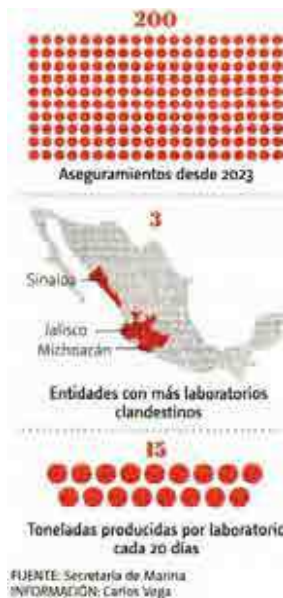 200
Aseguramientos desde 2023
3
Sinaloa
Jalisco
Michoacán
Entidades con más laboratorios
clandestinos
15
Toneladas producidas por laboratorio
cada 20 días
FUENTE: Secretaría de Marina
INFORMACIÓN: Carlos Vega